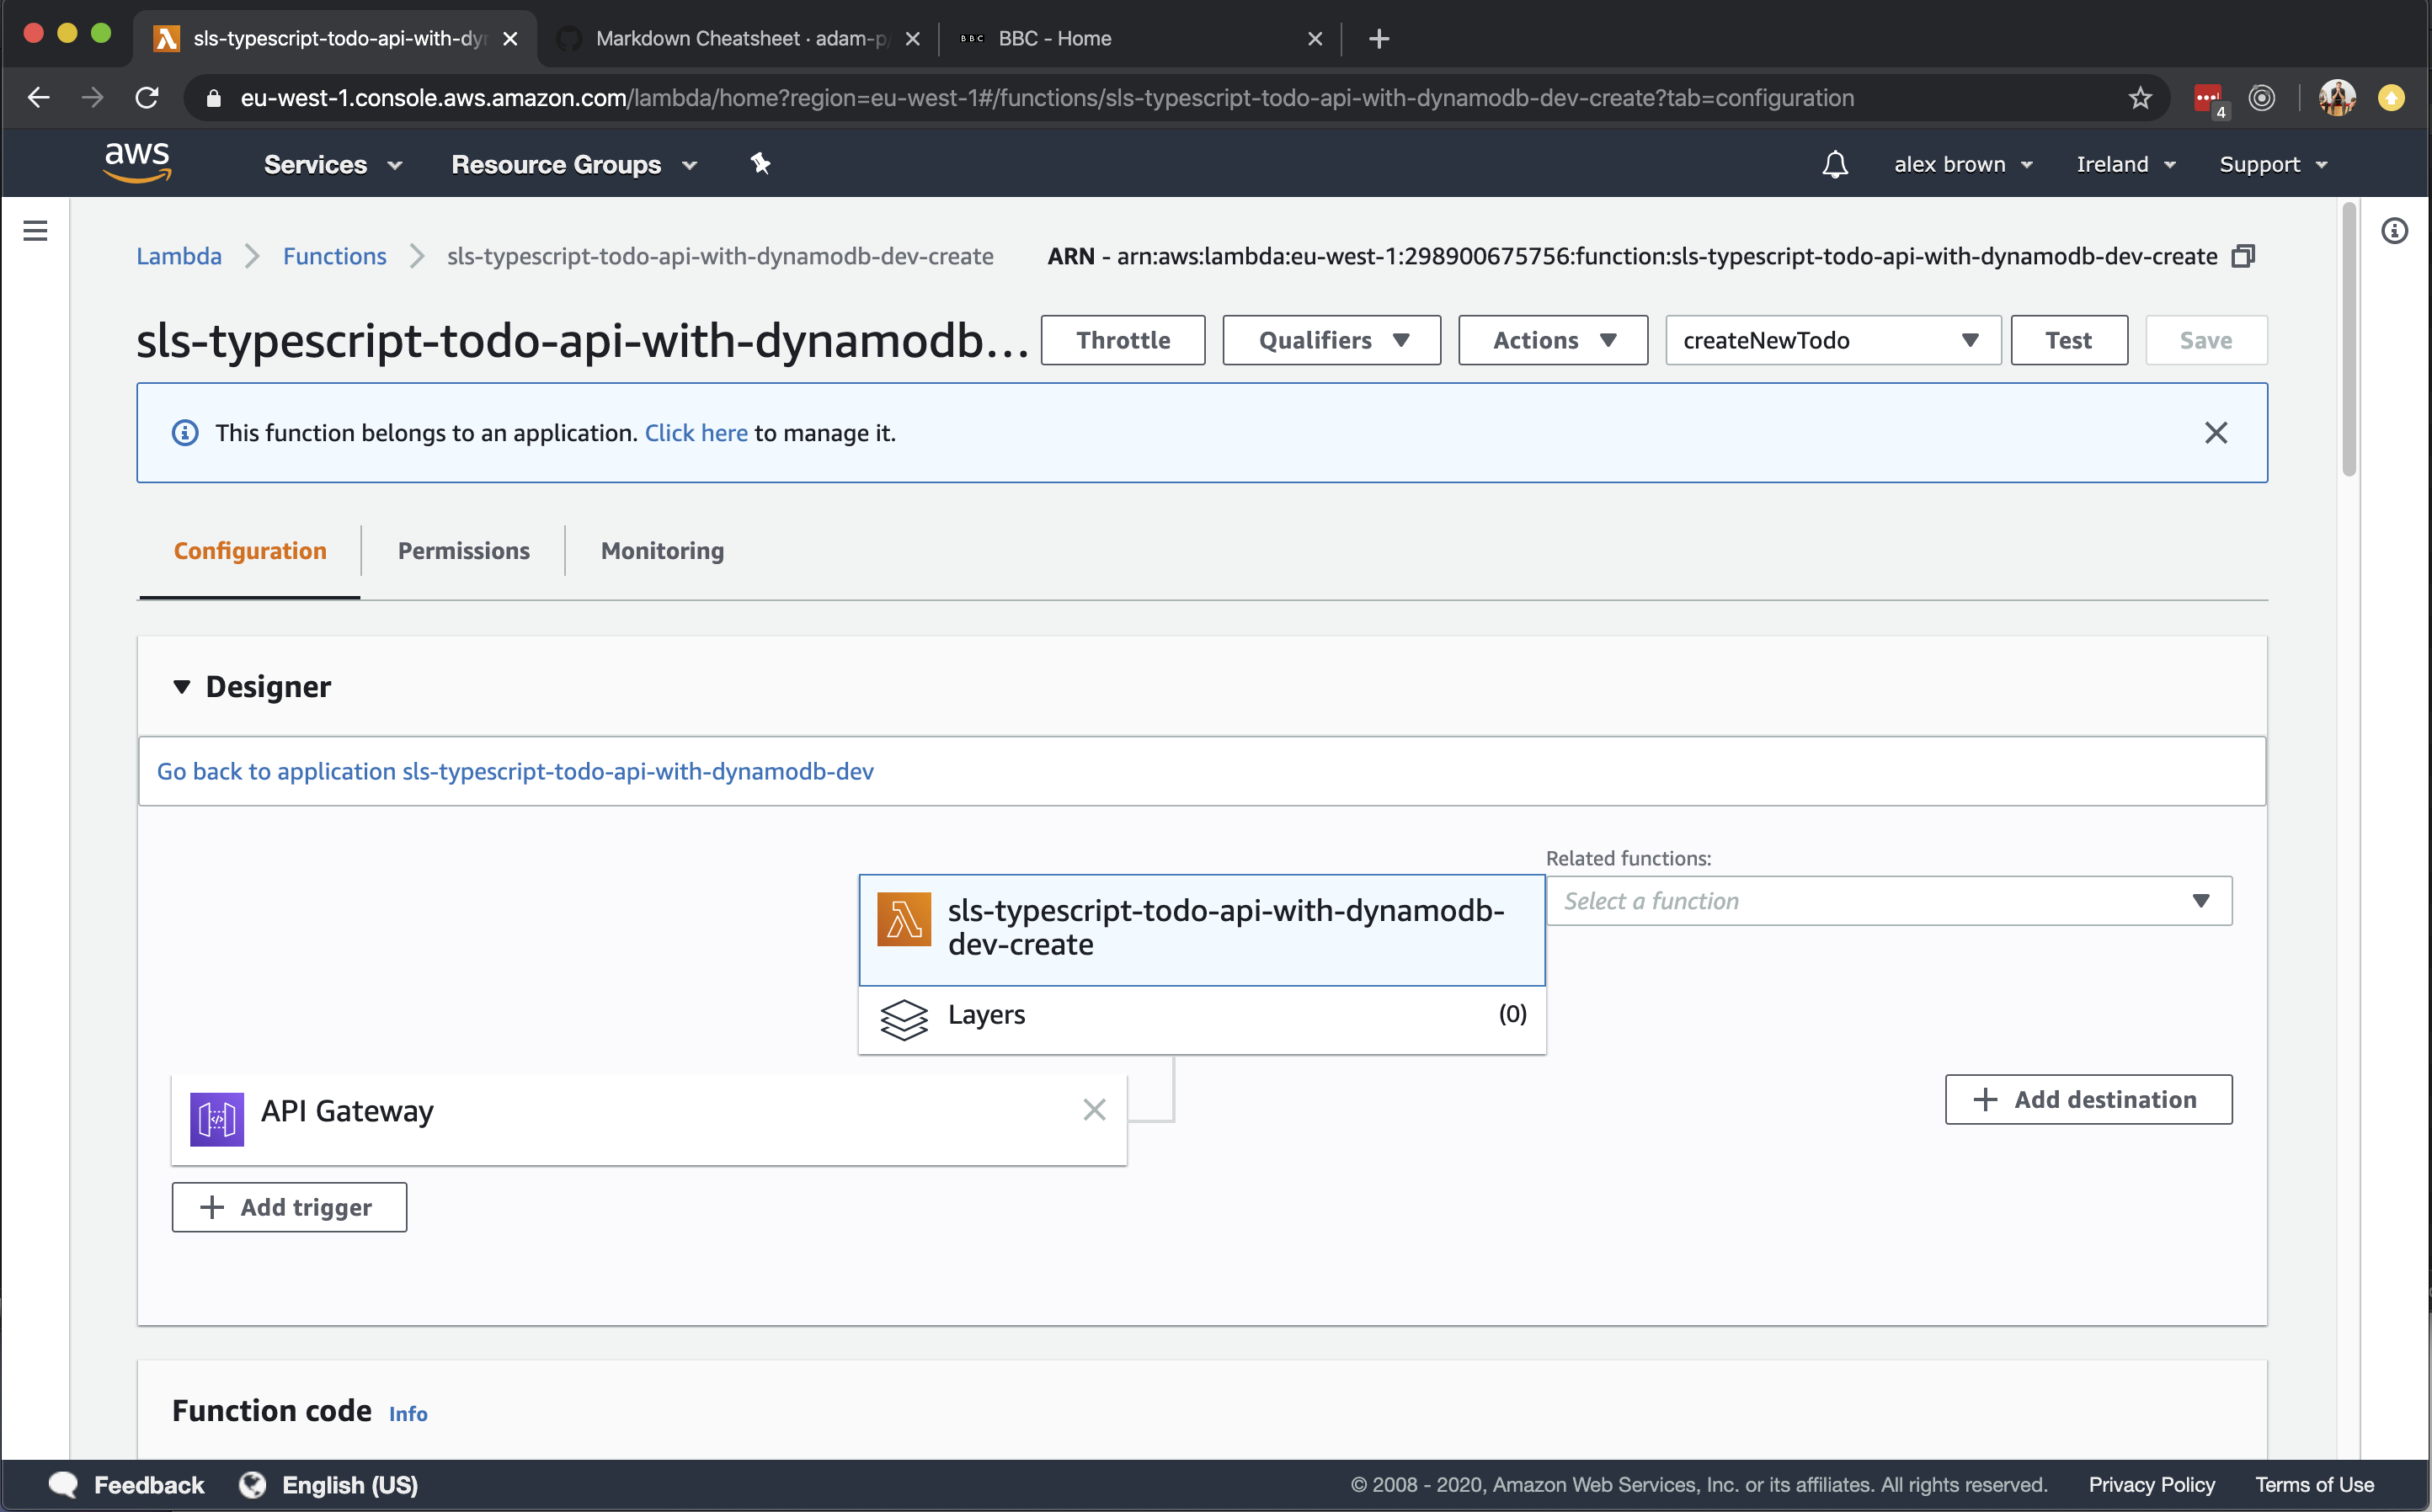 sls-typescript-todo-api-with-dy
Markdown Cheatsheet · adam-p/
BBC
BBC - Home
eu-west-1.console.aws.amazon.com/lambda/home?region=eu-west-1#/functions/sls-typescript-todo-api-with-dynamodb-dev-create?tab=configuration
4
aws
Services
Resource Groups
alex brown
Ireland
Support
Lambda
Functions
sls-typescript-todo-api-with-dynamodb-dev-create
ARN - arn:aws:lambda:eu-west-1:298900675756:function:sls-typescript-todo-api-with-dynamodb-dev-create
sls-typescript-todo-api-with-dynamodb...
Throttle
Qualifiers
Actions
createNewTodo
Test
Save
This function belongs to an application. Click here to manage it.
Configuration
Permissions
Monitoring
Designer
Go back to application sls-typescript-todo-api-with-dynamodb-dev
Related functions:
Select a function
sls-typescript-todo-api-with-dynamodb-
dev-create
Layers
(0)
API Gateway
Add destination
Add trigger
Function code
Info
Feedback
English (US)
© 2008 - 2020, Amazon Web Services, Inc. or its affiliates. All rights reserved.
Privacy Policy
Terms of Use